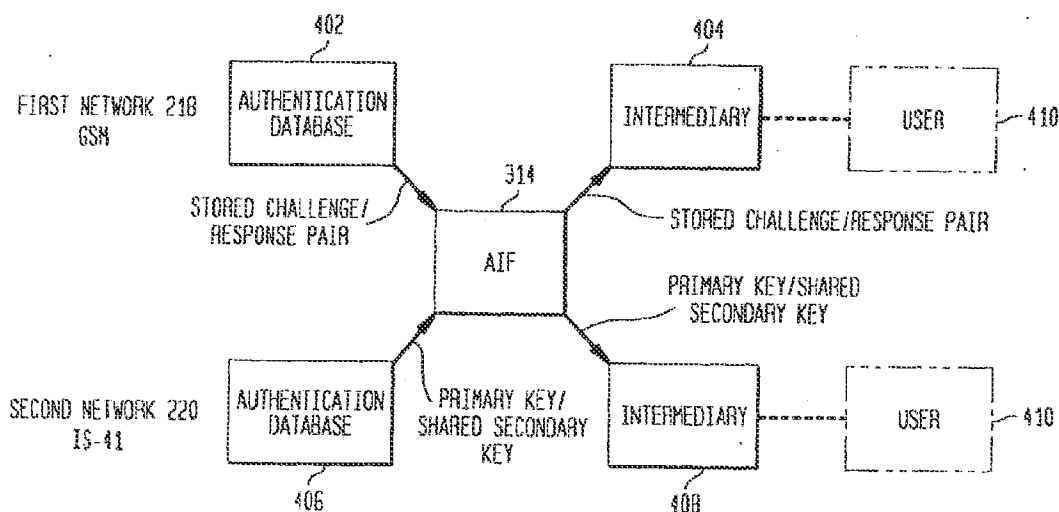 402
404
FIRST NETWORK 218
GSM
AUTHENTICATION
DATABASE
INTERMEDIARY
USER
410
STORED CHALLENGE/
RESPONSE PAIR
314
AIF
STORED CHALLENGE/RESPONSE PAIR
PRIMARY KEY/SHARED
SECONDARY KEY
SECOND NETWORK 220
IS-41
AUTHENTICATION
DATABASE
PRIMARY KEY/
SHARED SECONDARY
KEY
INTERMEDIARY
USER
410
406
408